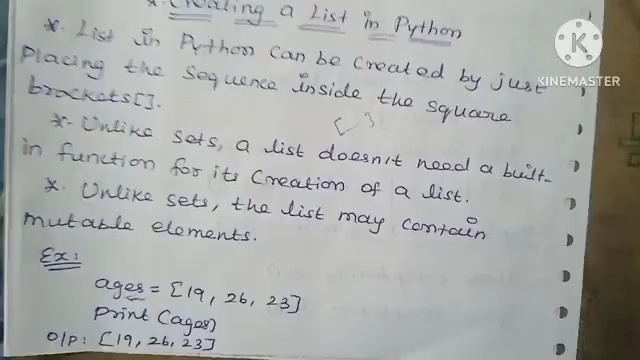 *. Creating a List in Python
*. List in Python can be created by just
placing the sequence inside the square
brackets[].
[ ]
*. Unlike sets, a list doesn't need a built-
in function for its creation of a list.
*. Unlike sets, the list may contain
mutable elements.
Ex:
ages = [19, 26, 23]
print (ages)
O/P: [19, 26, 23]
KINEMASTER